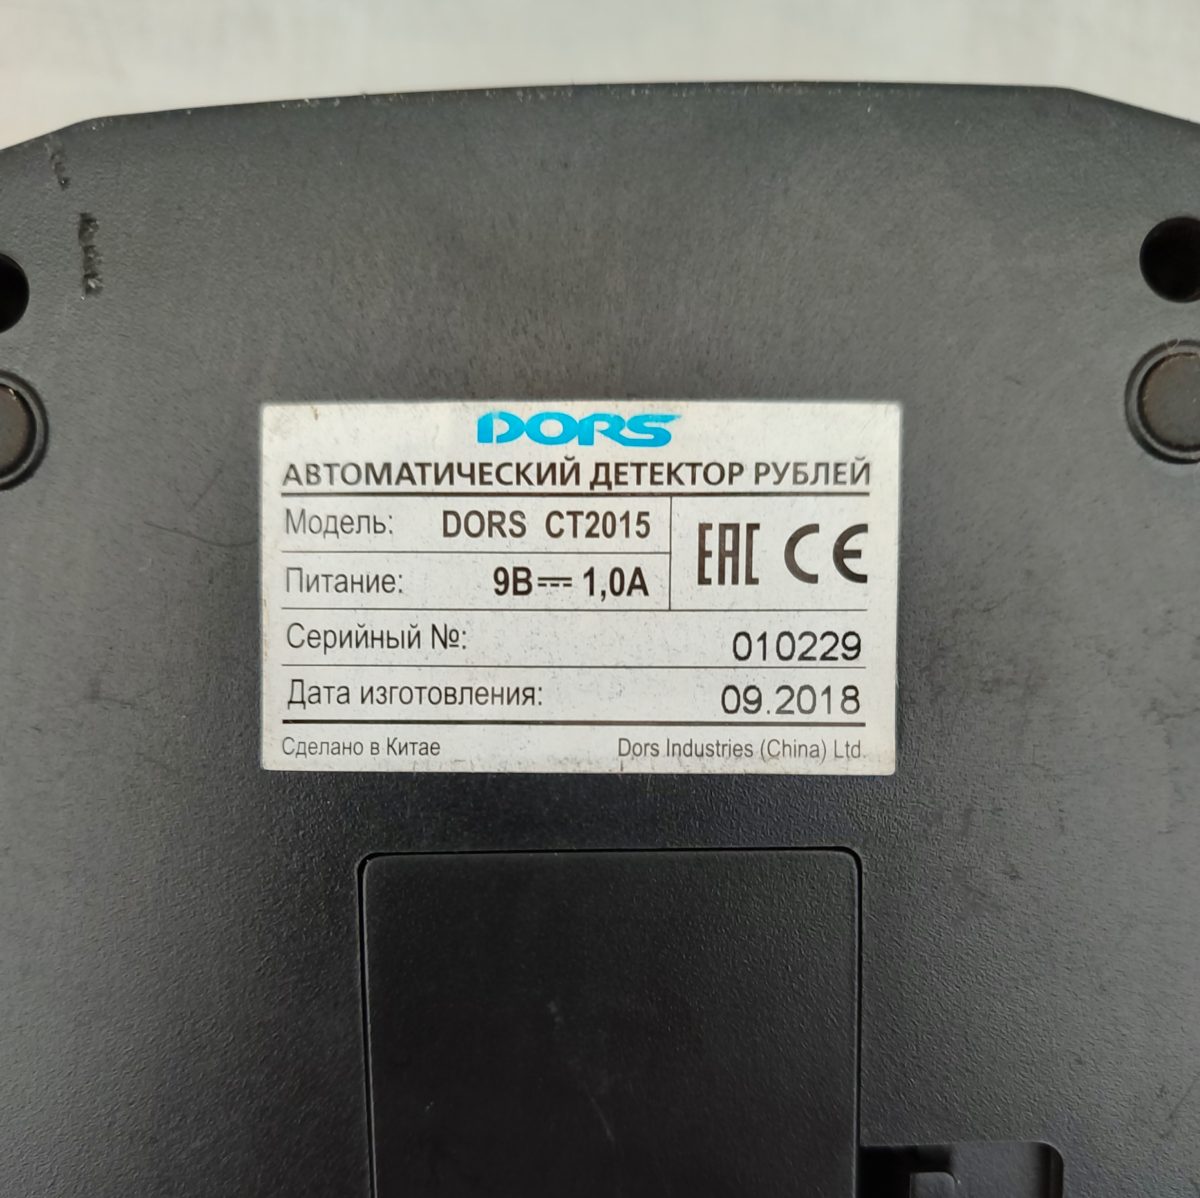 DORS
АВТОМАТИЧЕСКИЙ ДЕТЕКТОР РУБЛЕЙ
Модель: DORS CT2015
EAC CE
Питание: 9В⎓ 1,0А
Серийный №: 010229
Дата изготовления: 09.2018
Сделано в Китае Dors Industries (China) Ltd.